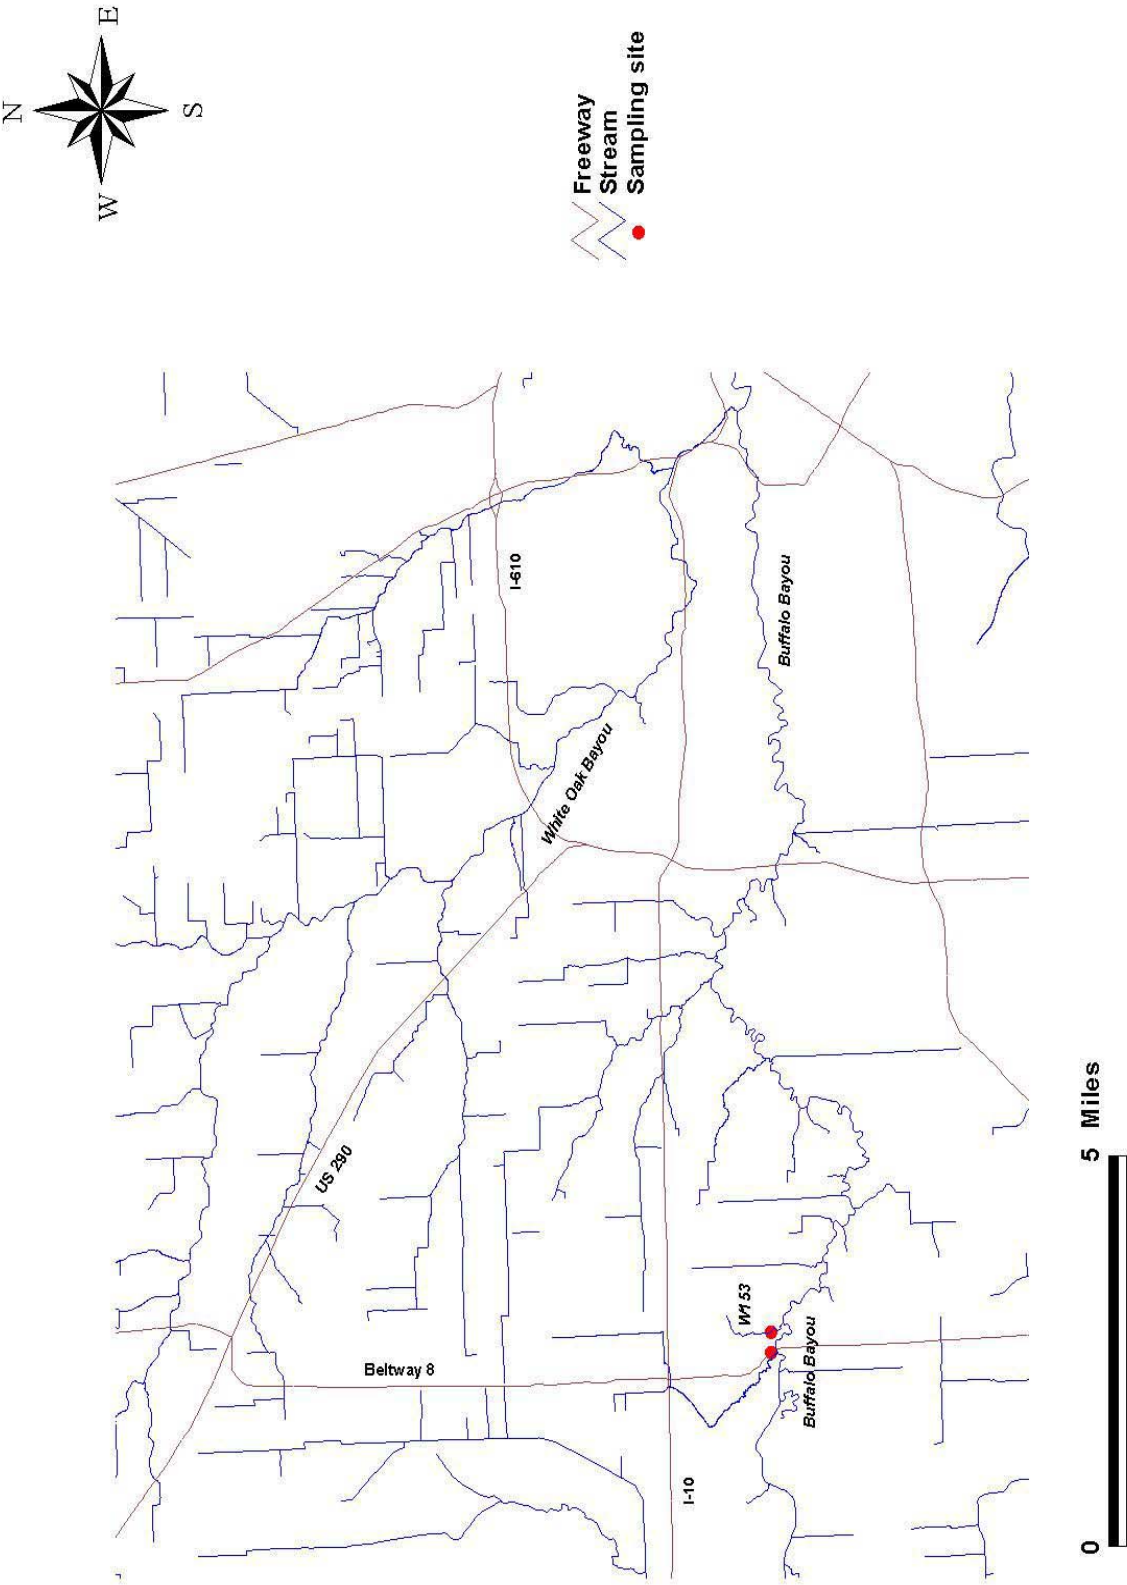 N
W
E
S
Freeway
Stream
Sampling site
I-610
White Oak Bayou
Buffalo Bayou
US 290
Beltway 8
W153
Buffalo Bayou
I-10
0
5 Miles